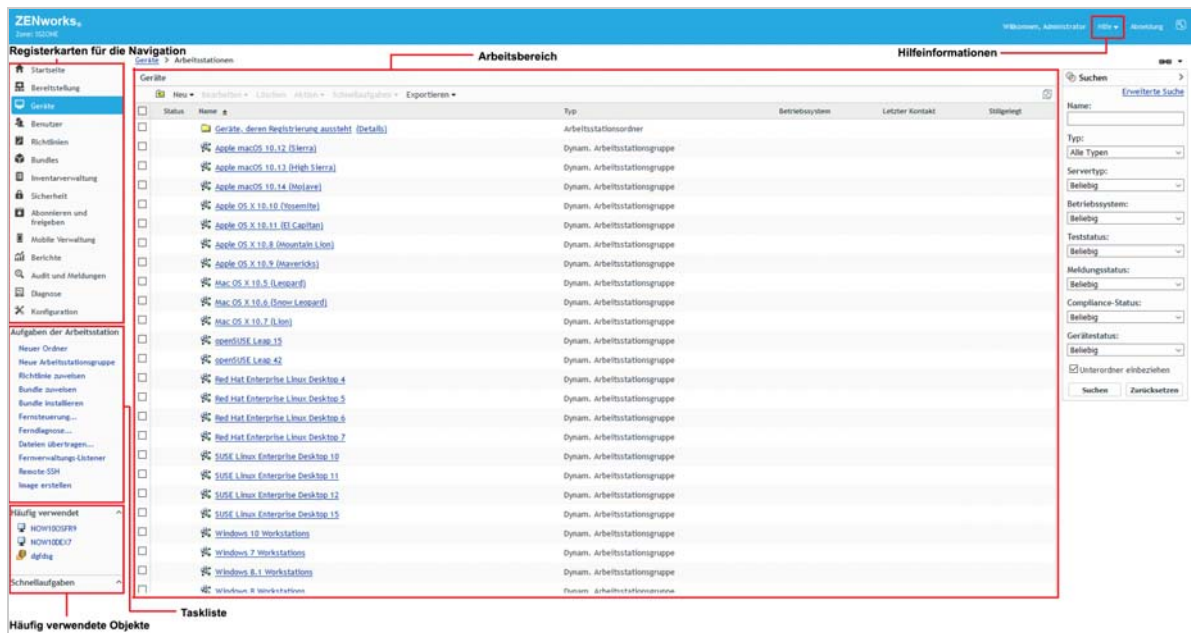 ZENworks®
Willkommen, Administrator Hilfe Abmeldung
Registerkarten für die Navigation
Arbeitsbereich
Hilfeinformationen
Geräte > Arbeitsstationen
Startseite
Bereitstellung
Geräte
Benutzer
Richtlinien
Bundles
Inventarverwaltung
Sicherheit
Abonnieren und
freigeben
Mobile Verwaltung
Berichte
Audit und Meldungen
Diagnose
Konfiguration
Aufgaben der Arbeitsstation
Neuer Ordner
Neue Arbeitsstationsgruppe
Richtlinie zuweisen
Bundle zuweisen
Bundle installieren
Fernsteuerung...
Ferndiagnose...
Dateien übertragen...
Fernverwaltungs-Listener
Remote-SSH
Image erstellen
Häufig verwendet
NOW10OSFR9
NOW10DEX7
dgfdsg
Schnellaufgaben
Geräte
Neu Bearbeiten Löschen Aktion Schnellaufgaben Exportieren
Status Name Typ Betriebssystem Letzter Kontakt Stillgelegt
Geräte, deren Registrierung aussteht (Details) Arbeitsstationsordner
Apple macOS 10.12 (Sierra) Dynam. Arbeitsstationsgruppe
Apple macOS 10.13 (High Sierra) Dynam. Arbeitsstationsgruppe
Apple macOS 10.14 (Mojave) Dynam. Arbeitsstationsgruppe
Apple OS X 10.10 (Yosemite) Dynam. Arbeitsstationsgruppe
Apple OS X 10.11 (El Capitan) Dynam. Arbeitsstationsgruppe
Apple OS X 10.8 (Mountain Lion) Dynam. Arbeitsstationsgruppe
Apple OS X 10.9 (Mavericks) Dynam. Arbeitsstationsgruppe
Mac OS X 10.5 (Leopard) Dynam. Arbeitsstationsgruppe
Mac OS X 10.6 (Snow Leopard) Dynam. Arbeitsstationsgruppe
Mac OS X 10.7 (Lion) Dynam. Arbeitsstationsgruppe
openSUSE Leap 15 Dynam. Arbeitsstationsgruppe
openSUSE Leap 42 Dynam. Arbeitsstationsgruppe
Red Hat Enterprise Linux Desktop 4 Dynam. Arbeitsstationsgruppe
Red Hat Enterprise Linux Desktop 5 Dynam. Arbeitsstationsgruppe
Red Hat Enterprise Linux Desktop 6 Dynam. Arbeitsstationsgruppe
Red Hat Enterprise Linux Desktop 7 Dynam. Arbeitsstationsgruppe
SUSE Linux Enterprise Desktop 10 Dynam. Arbeitsstationsgruppe
SUSE Linux Enterprise Desktop 11 Dynam. Arbeitsstationsgruppe
SUSE Linux Enterprise Desktop 12 Dynam. Arbeitsstationsgruppe
SUSE Linux Enterprise Desktop 15 Dynam. Arbeitsstationsgruppe
Windows 10 Workstations Dynam. Arbeitsstationsgruppe
Windows 7 Workstations Dynam. Arbeitsstationsgruppe
Windows 8.1 Workstations Dynam. Arbeitsstationsgruppe
Windows 8 Workstations Dynam. Arbeitsstationsgruppe
Suchen
Erweiterte Suche
Name:
Typ:
Alle Typen
Servertyp:
Beliebig
Betriebssystem:
Beliebig
Teststatus:
Beliebig
Meldungsstatus:
Beliebig
Compliance-Status:
Beliebig
Gerätestatus:
Beliebig
Unterordner einbeziehen
Suchen Zurücksetzen
Taskliste
Häufig verwendete Objekte